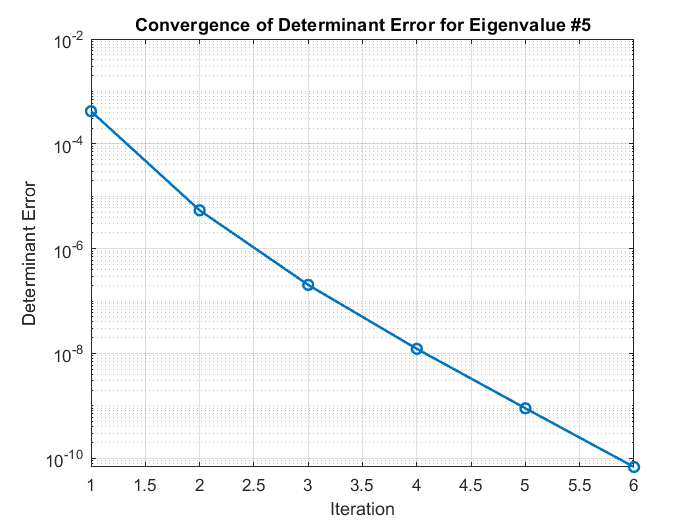 Convergence of Determinant Error for Eigenvalue #5
10^-2
10^-4
10^-6
10^-8
10^-10
Determinant Error
1 1.5 2 2.5 3 3.5 4 4.5 5 5.5 6
Iteration